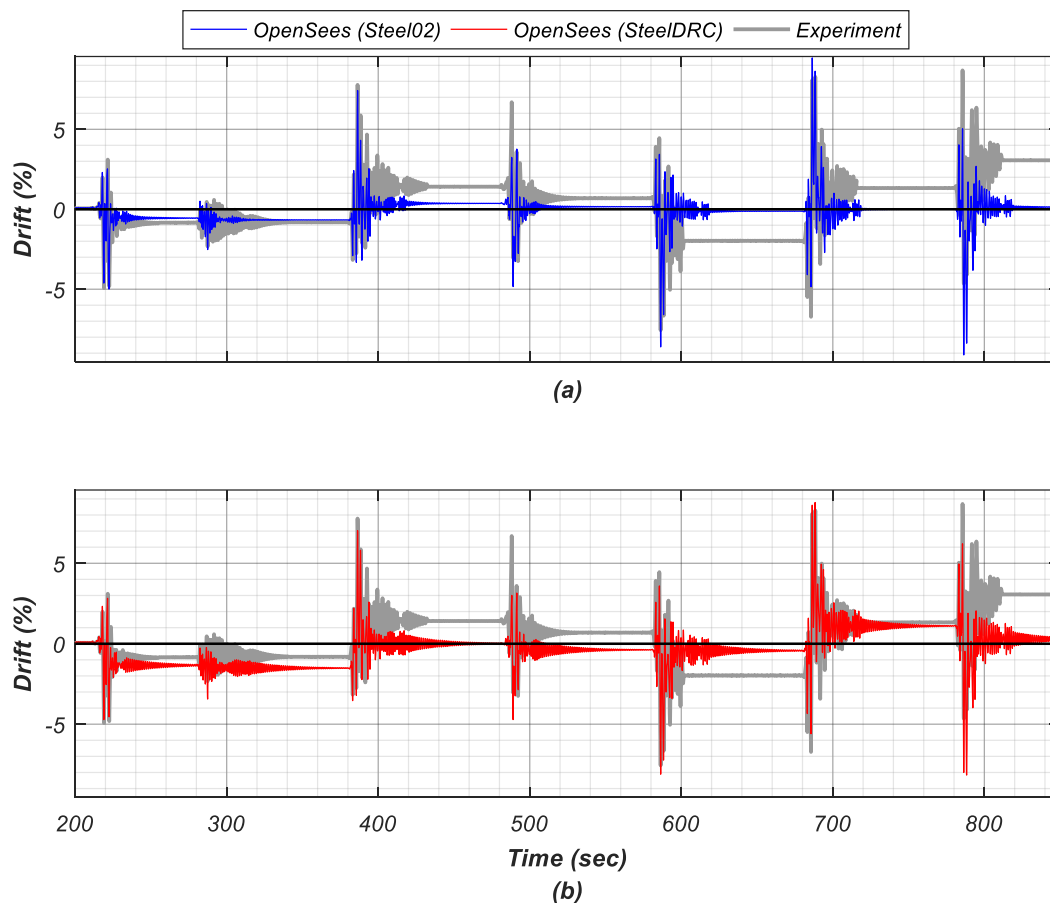 OpenSees (Steel02) OpenSees (SteelDRC) Experiment
5
0
-5
Drift (%)
(a)
5
0
-5
Drift (%)
200 300 400 500 600 700 800
Time (sec)
(b)